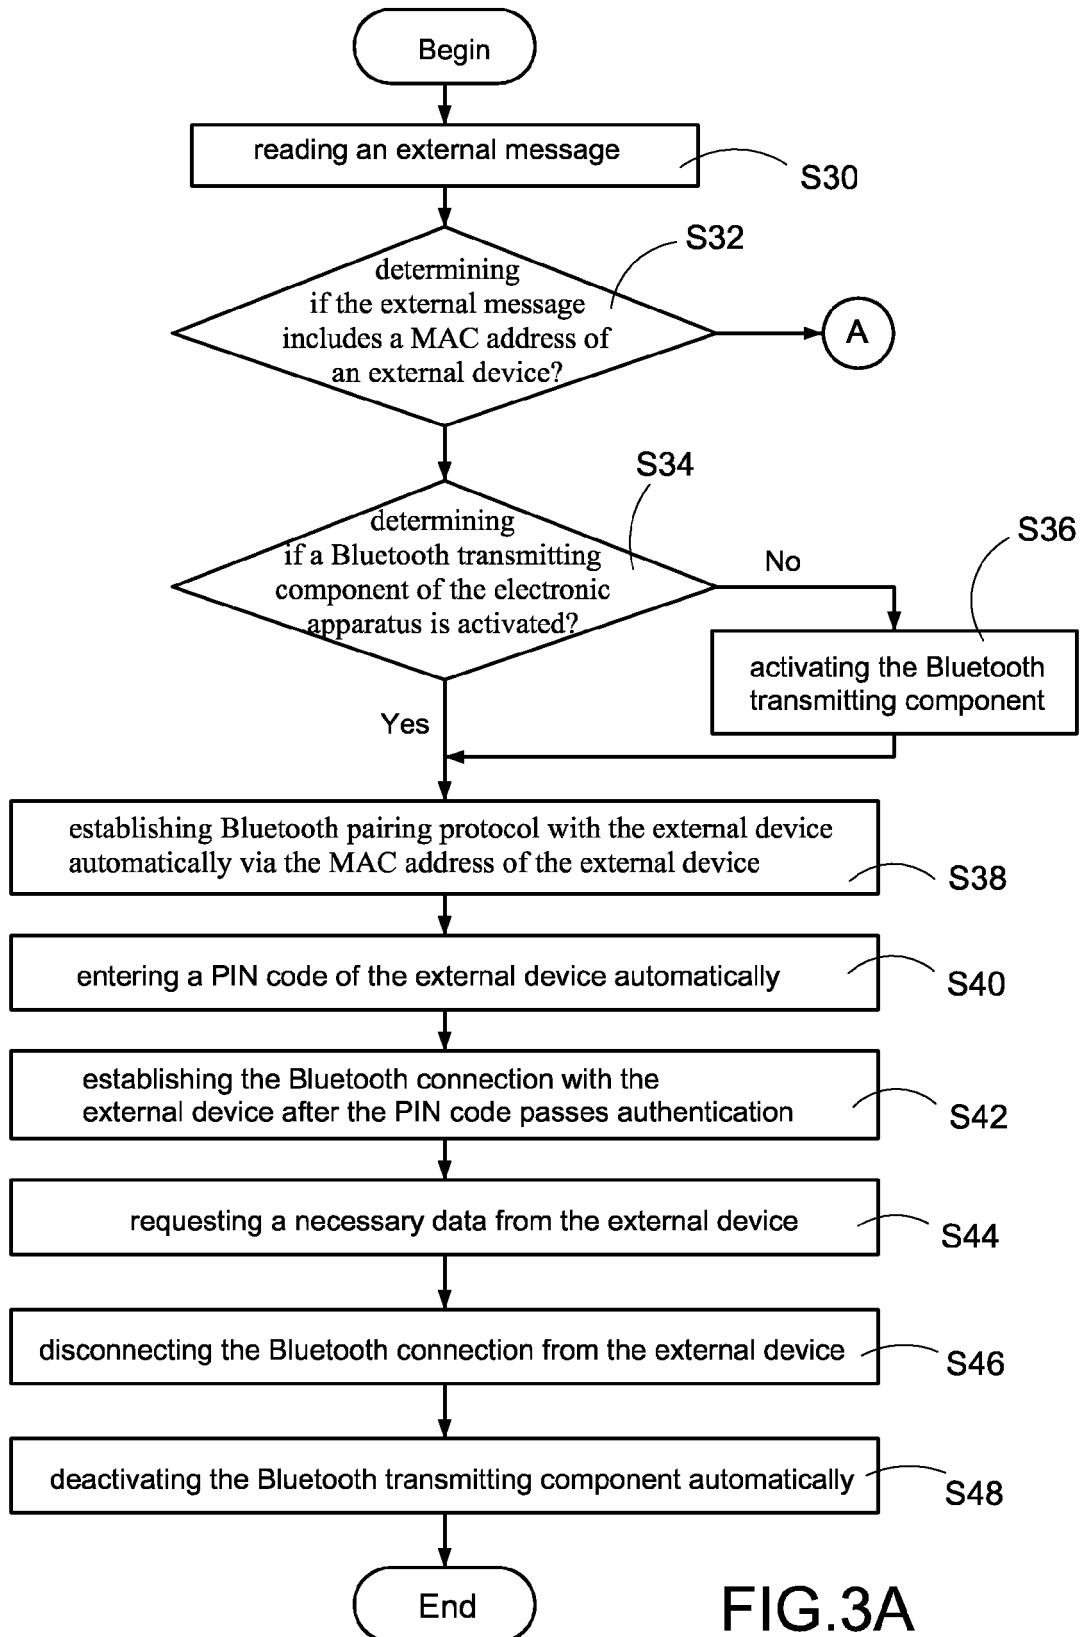 Begin
reading an external message
S30
S32
determining
if the external message
includes a MAC address of
an external device?
A
S34
determining
if a Bluetooth transmitting
component of the electronic
apparatus is activated?
No
S36
activating the Bluetooth
transmitting component
Yes
establishing Bluetooth pairing protocol with the external device
automatically via the MAC address of the external device
S38
entering a PIN code of the external device automatically
S40
establishing the Bluetooth connection with the
external device after the PIN code passes authentication
S42
requesting a necessary data from the external device
S44
disconnecting the Bluetooth connection from the external device
S46
deactivating the Bluetooth transmitting component automatically
S48
End
FIG.3A